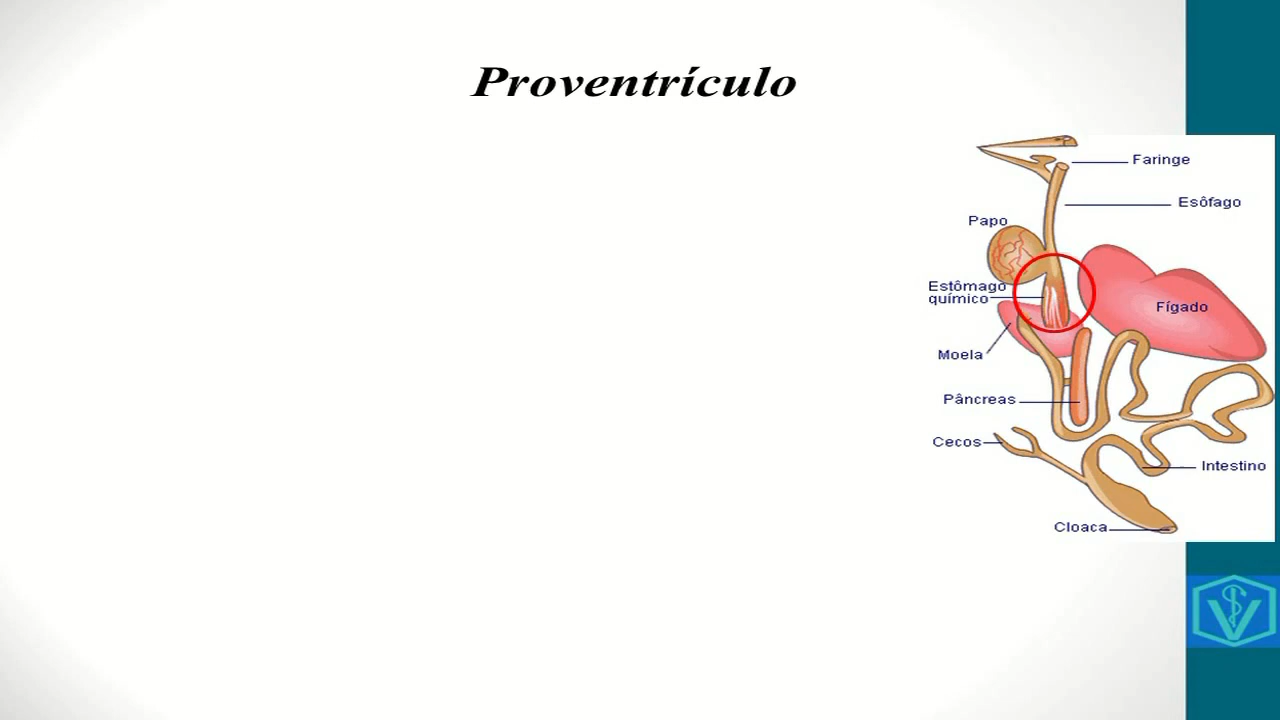 Proventrículo
Faringe
Esôfago
Papo
Estômago
químico
Fígado
Moela
Pâncreas
Cecos
Intestino
Cloaca